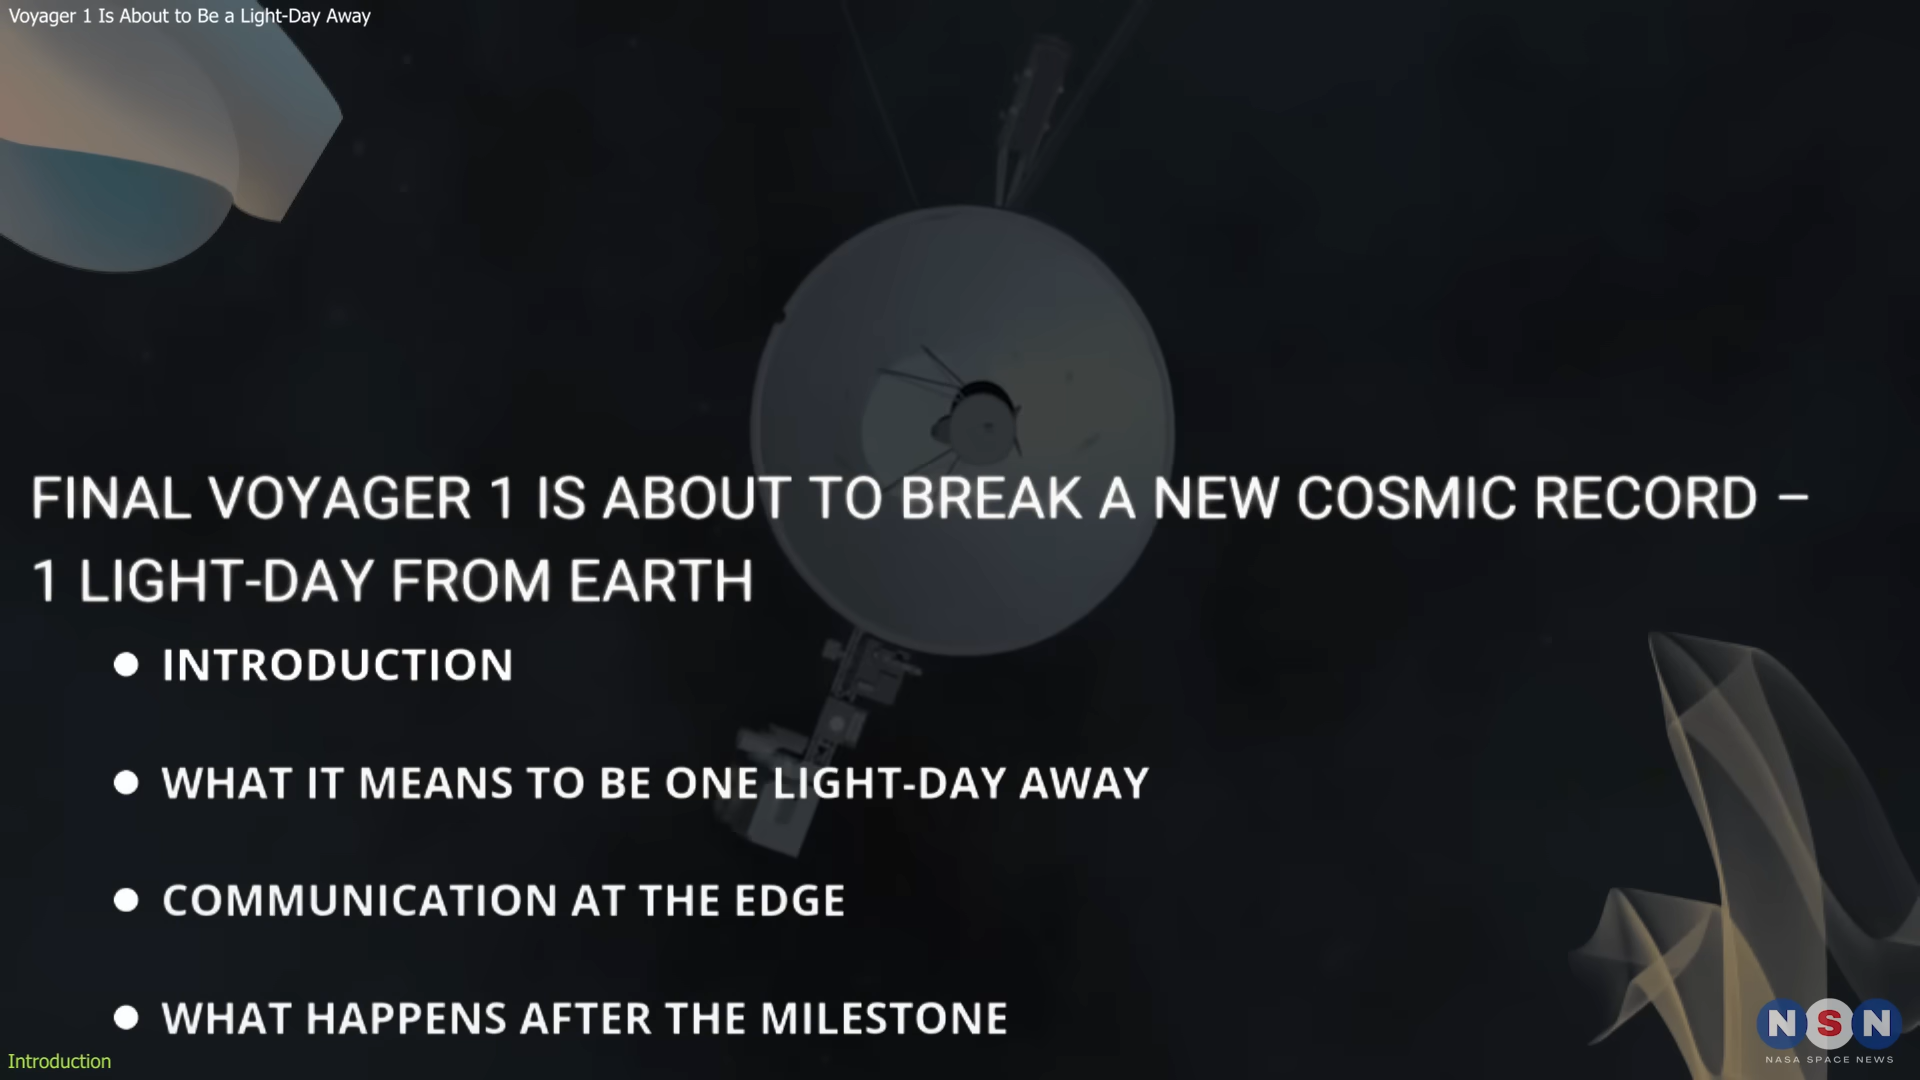 Voyager 1 Is About to Be a Light-Day Away
FINAL VOYAGER 1 IS ABOUT TO BREAK A NEW COSMIC RECORD –
1 LIGHT-DAY FROM EARTH
● INTRODUCTION
● WHAT IT MEANS TO BE ONE LIGHT-DAY AWAY
● COMMUNICATION AT THE EDGE
● WHAT HAPPENS AFTER THE MILESTONE
Introduction
NSN
NASA SPACE NEWS